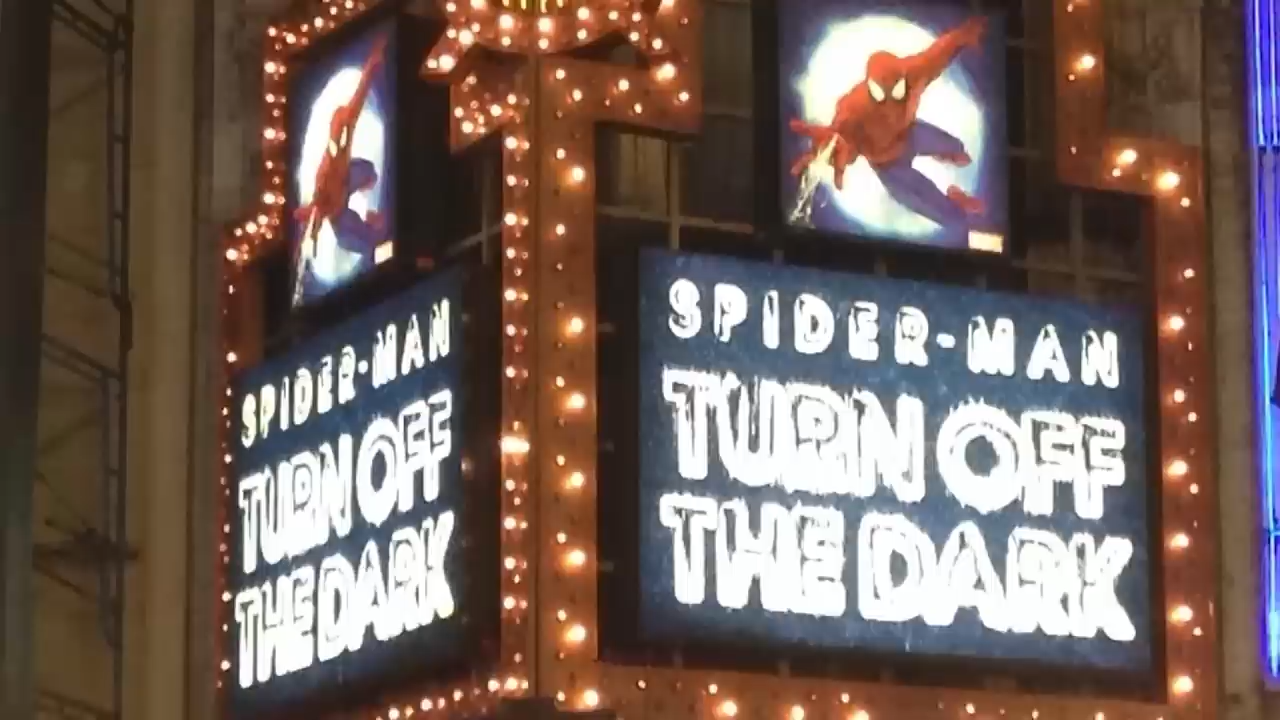 SPIDER-MAN
TURN OFF
THE DARK
SPIDER-MAN
TURN OFF
THE DARK